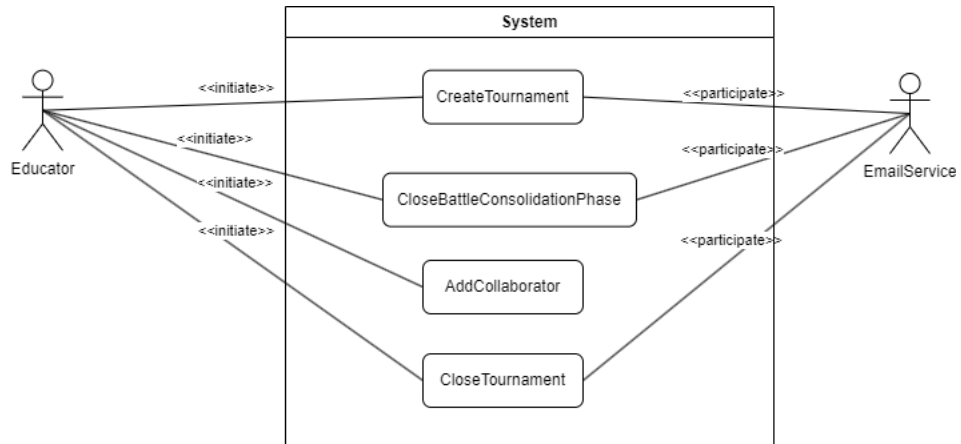 System
<<initiate>>
CreateTournament
<<participate>>
<<initiate>>
<<participate>>
Educator
EmailService
<<initiate>>
CloseBattleConsolidationPhase
<<initiate>>
<<participate>>
AddCollaborator
CloseTournament